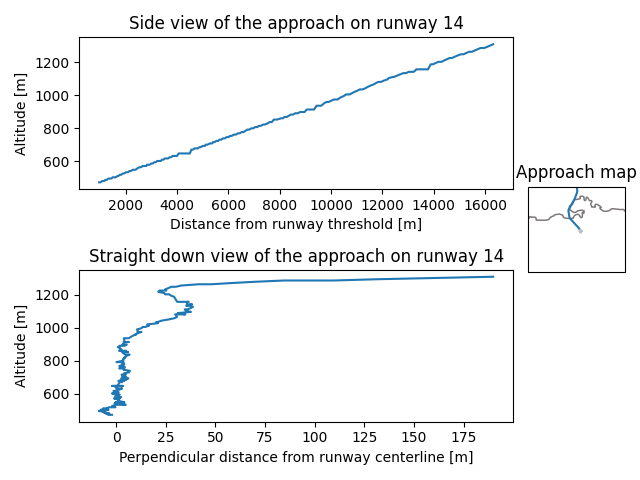 Side view of the approach on runway 14
1200
1000
800
600
Altitude [m]
2000 4000 6000 8000 10000 12000 14000 16000
Distance from runway threshold [m]
Approach map
Straight down view of the approach on runway 14
1200
1000
800
600
Altitude [m]
0 25 50 75 100 125 150 175
Perpendicular distance from runway centerline [m]